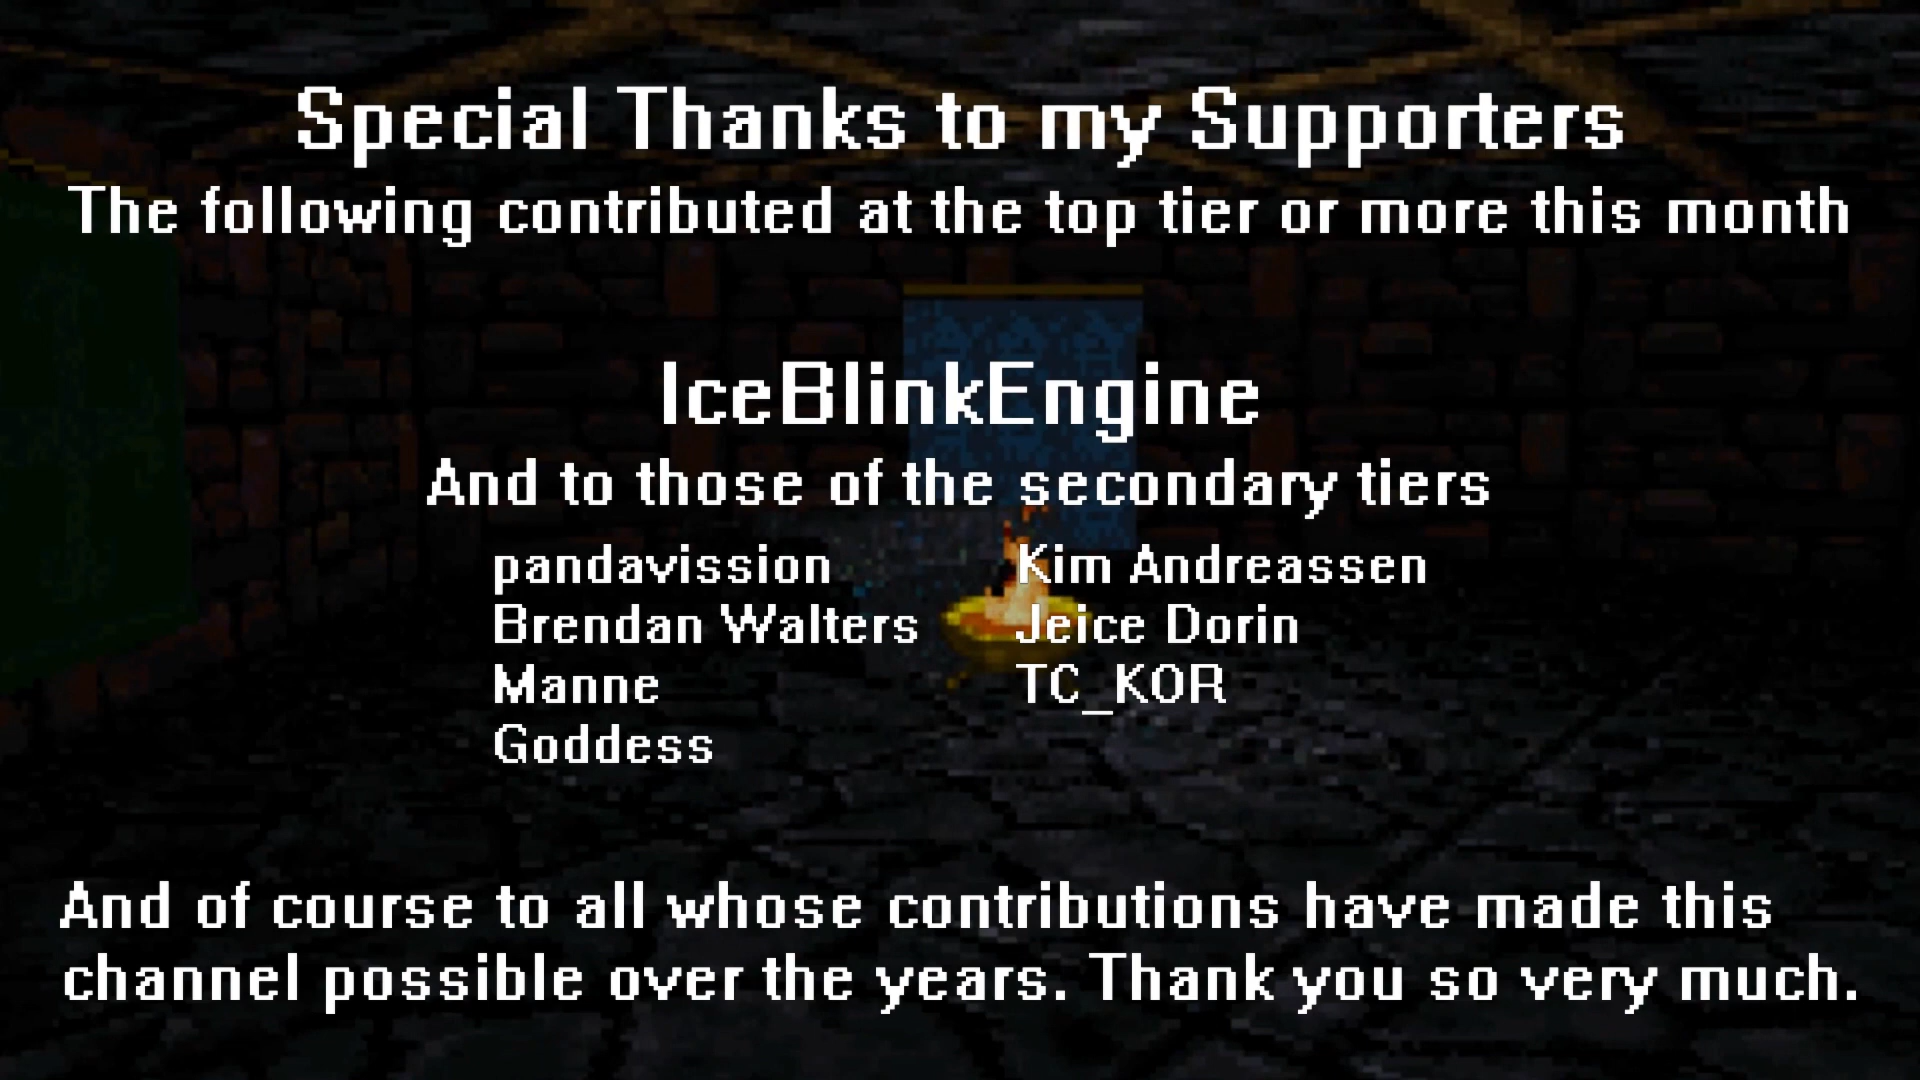 Special Thanks to my Supporters
The following contributed at the top tier or more this month
IceBlinkEngine
And to those of the secondary tiers
pandavission
Brendan Walters
Manne
Goddess
Kim Andreassen
Jeice Dorin
TC_KOR
And of course to all whose contributions have made this
channel possible over the years. Thank you so very much.